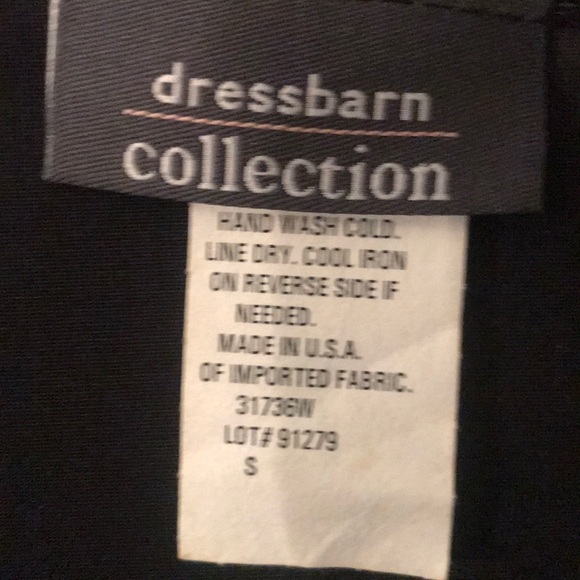 dressbarn
collection
HAND WASH COLD.
LINE DRY. COOL IRON
ON REVERSE SIDE IF
NEEDED.
MADE IN U.S.A.
OF IMPORTED FABRIC.
31736W
LOT# 91279
S